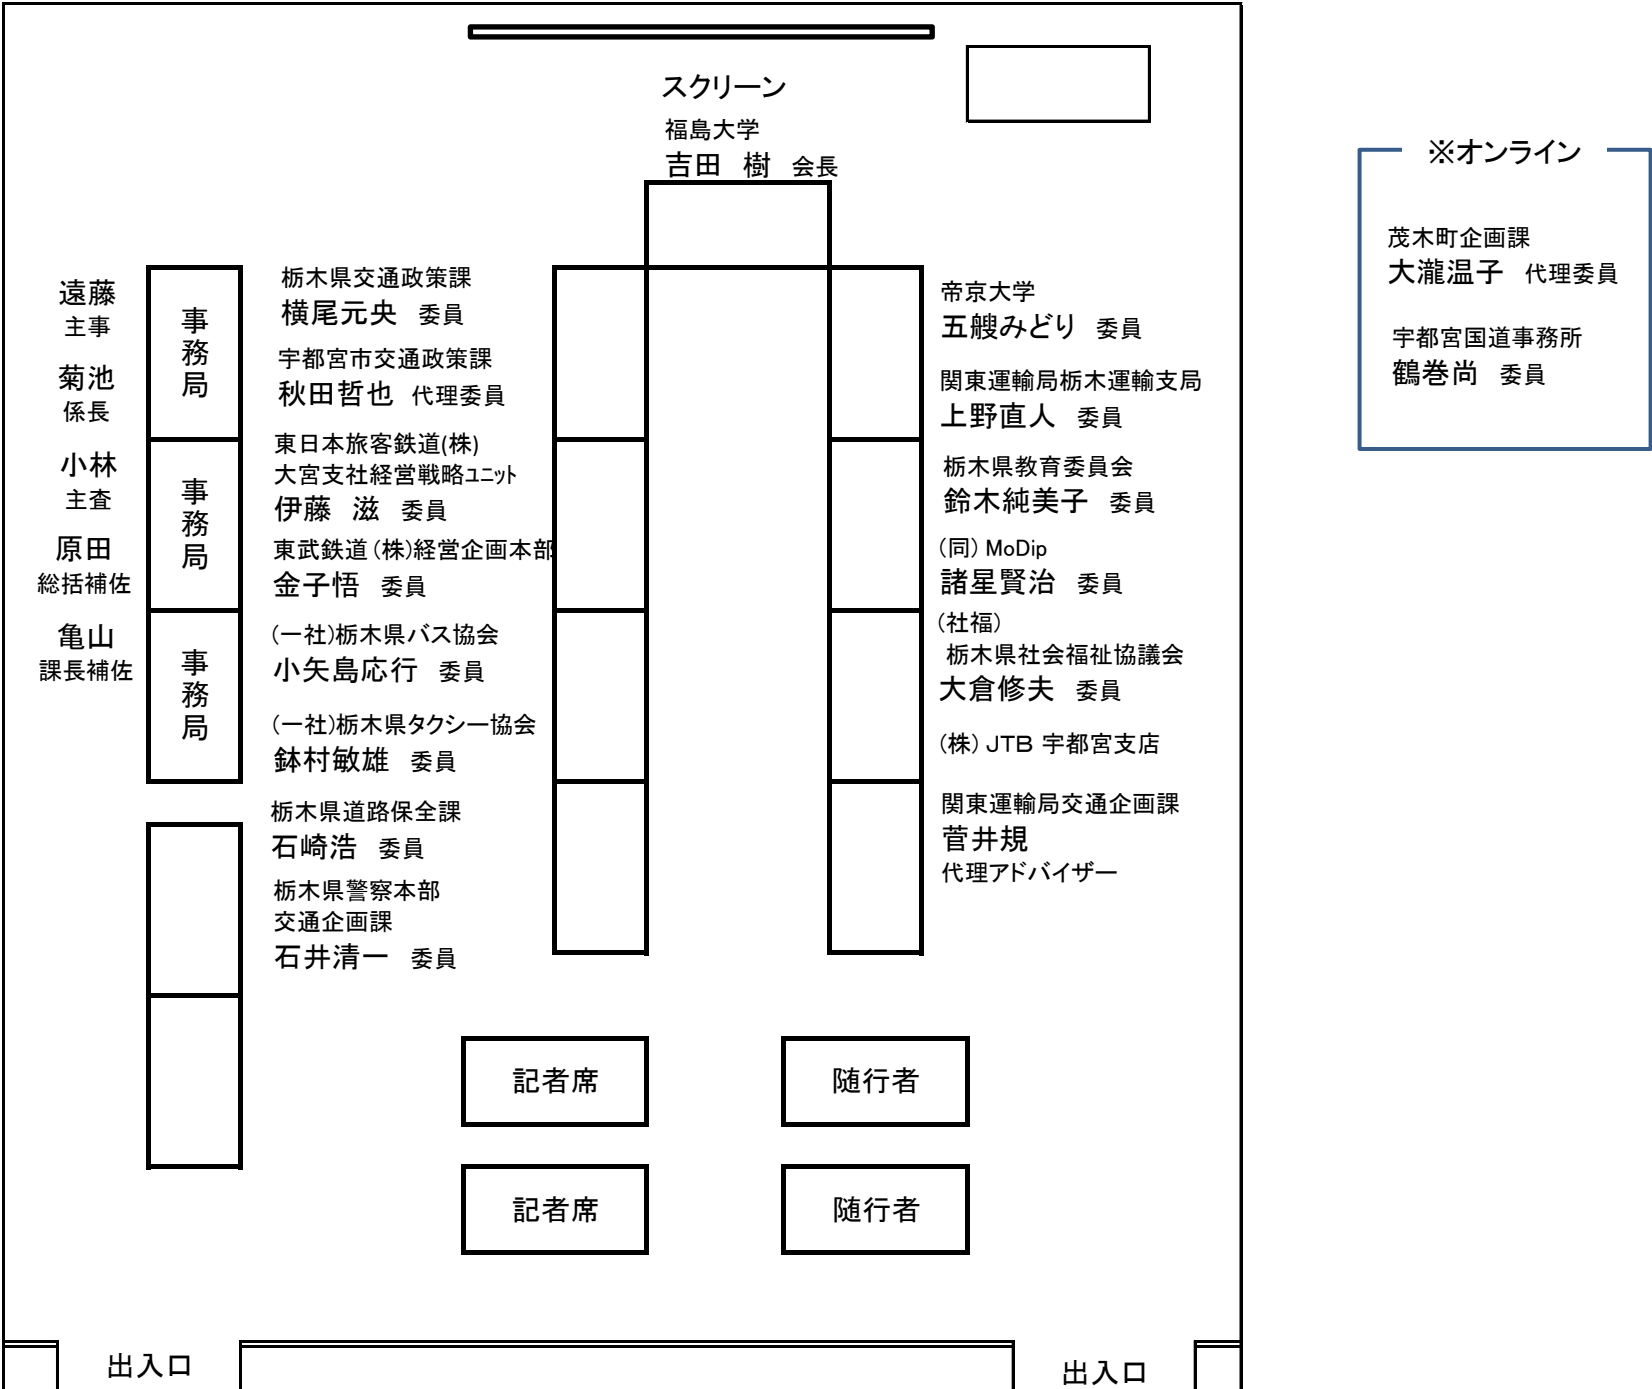 スクリーン
福島大学
吉田 樹 会長
遠藤
主事
菊池
係長
小林
主査
原田
総括補佐
亀山
課長補佐
事務局
事務局
事務局
栃木県交通政策課
横尾元央 委員
宇都宮市交通政策課
秋田哲也 代理委員
東日本旅客鉄道(株)
大宮支社経営戦略ユニット
伊藤 滋 委員
東武鉄道(株)経営企画本部
金子悟 委員
(一社)栃木県バス協会
小矢島応行 委員
(一社)栃木県タクシー協会
鉢村敏雄 委員
栃木県道路保全課
石崎浩 委員
栃木県警察本部
交通企画課
石井清一 委員
帝京大学
五艘みどり 委員
関東運輸局栃木運輸支局
上野直人 委員
栃木県教育委員会
鈴木純美子 委員
(同) MoDip
諸星賢治 委員
(社福)
栃木県社会福祉協議会
大倉修夫 委員
(株) JTB 宇都宮支店
関東運輸局交通企画課
菅井規
代理アドバイザー
※オンライン
茂木町企画課
大瀧温子 代理委員
宇都宮国道事務所
鶴巻尚 委員
記者席
随行者
記者席
随行者
出入口
出入口